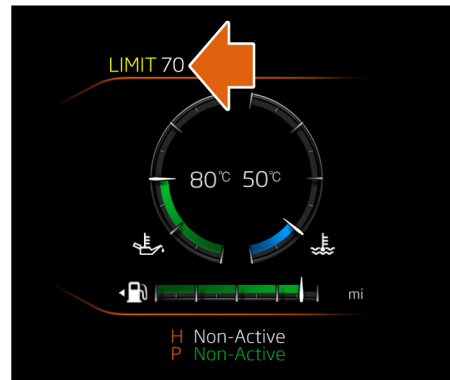 LIMIT 70
80°C 50°C
mi
H Non-Active
P Non-Active